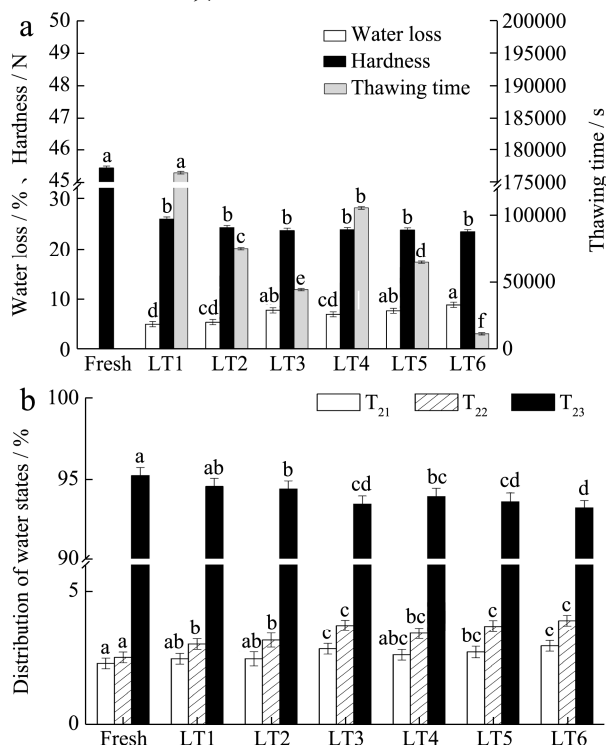 a
Water loss
Hardness
Thawing time
Water loss / % 、 Hardness / N
Thawing time / s
50
49
48
47
46
45
30
20
10
0
200000
195000
190000
185000
180000
175000
100000
50000
0
a b a b c b e b b b d b
d cd ab cd ab a f
Fresh LT1 LT2 LT3 LT4 LT5 LT6
b
T21 T22 T23
Distribution of water states / %
100
95
90
5
0
a ab b cd bc cd d
a a ab b ab b c c abc c bc c c c
Fresh LT1 LT2 LT3 LT4 LT5 LT6